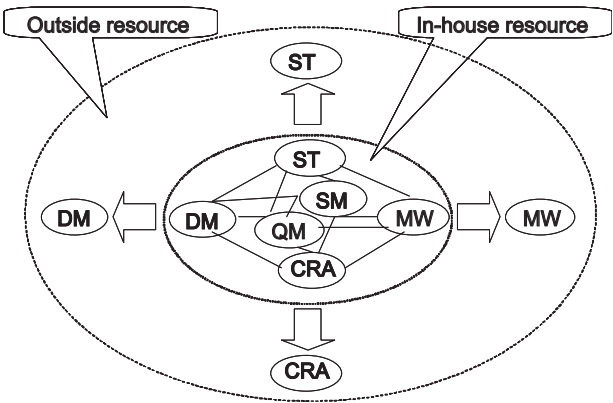 Outside resource
In-house resource
ST
ST
SM
DM
DM
QM
MW
MW
CRA
CRA